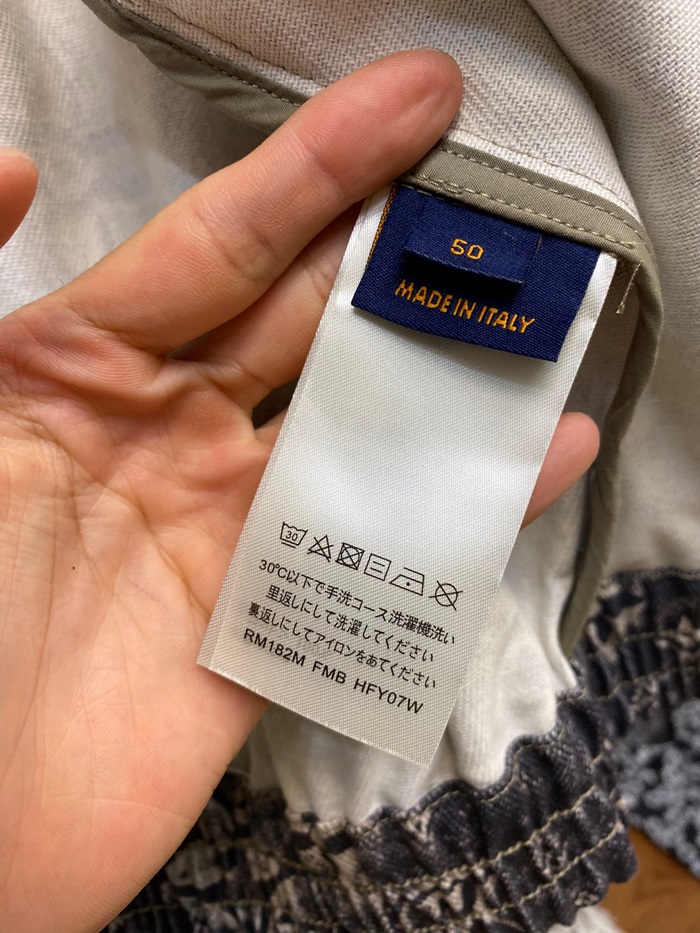 50
MADE IN ITALY
30
30℃以下で手洗コース洗濯機洗い
里返しにして洗濯してください
裏返しにしてアイロンをあてください
RM182M FMB HFY07W